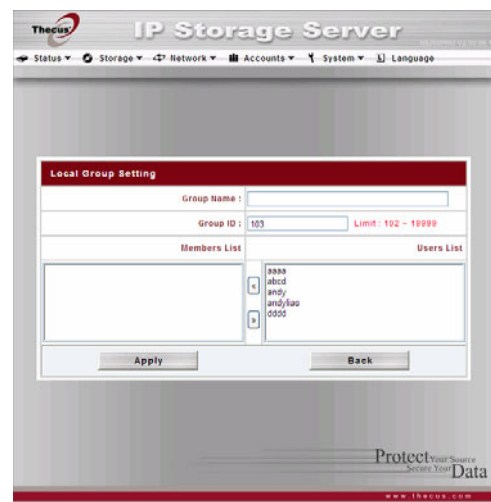 Thecus
IP Storage Server
Status Storage Network Accounts System Language
Local Group Setting
Group Name :
Group ID : 103 Limit : 102 ~ 19999
Members List Users List
aaaa
abcd
andy
andyliao
dddd
«
»
Apply Back
Protect Your Source
Secure Your Data
www.thecus.com